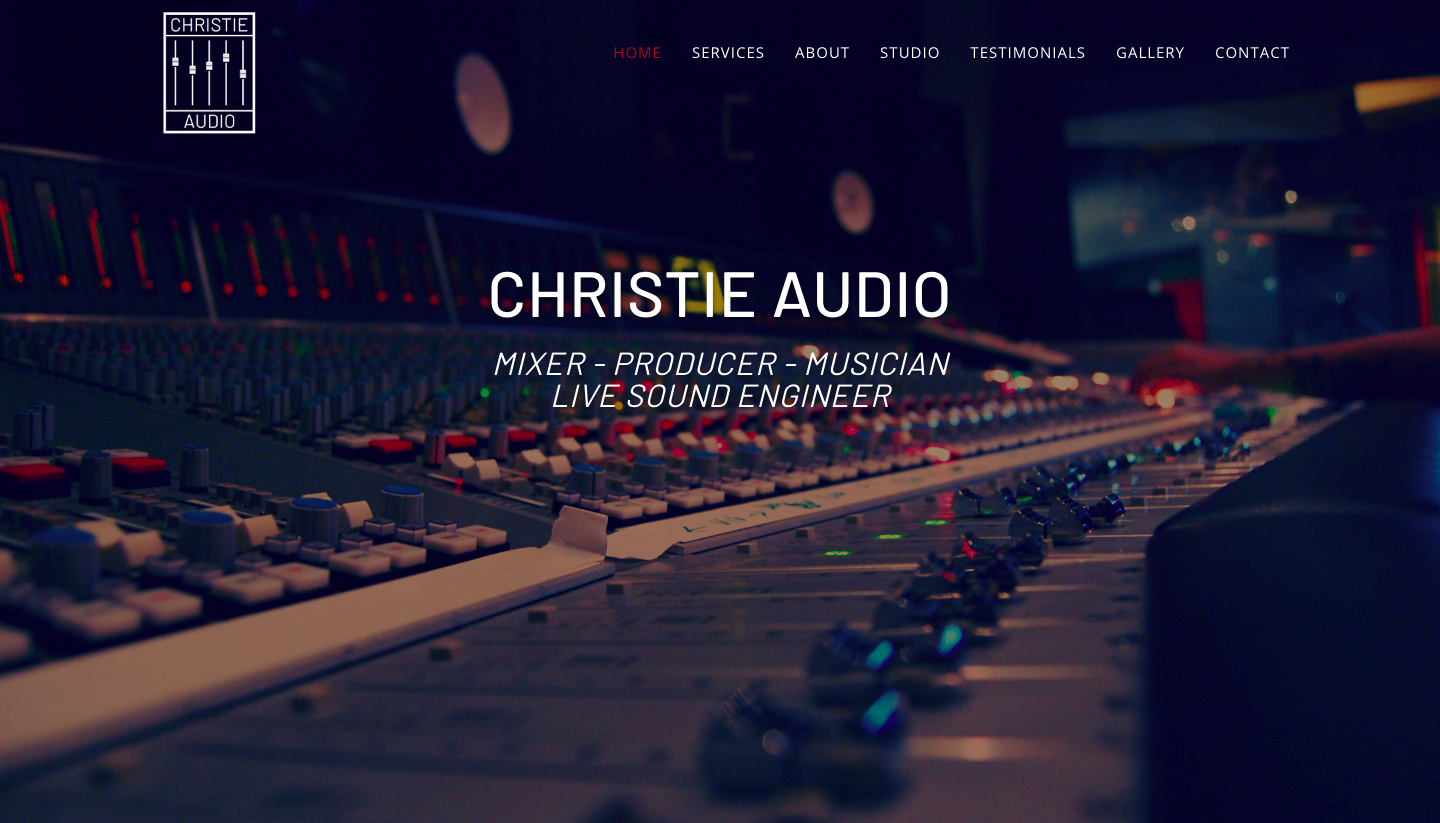 CHRISTIE
AUDIO
HOME SERVICES ABOUT STUDIO TESTIMONIALS GALLERY CONTACT
CHRISTIE AUDIO
MIXER - PRODUCER - MUSICIAN
LIVE SOUND ENGINEER